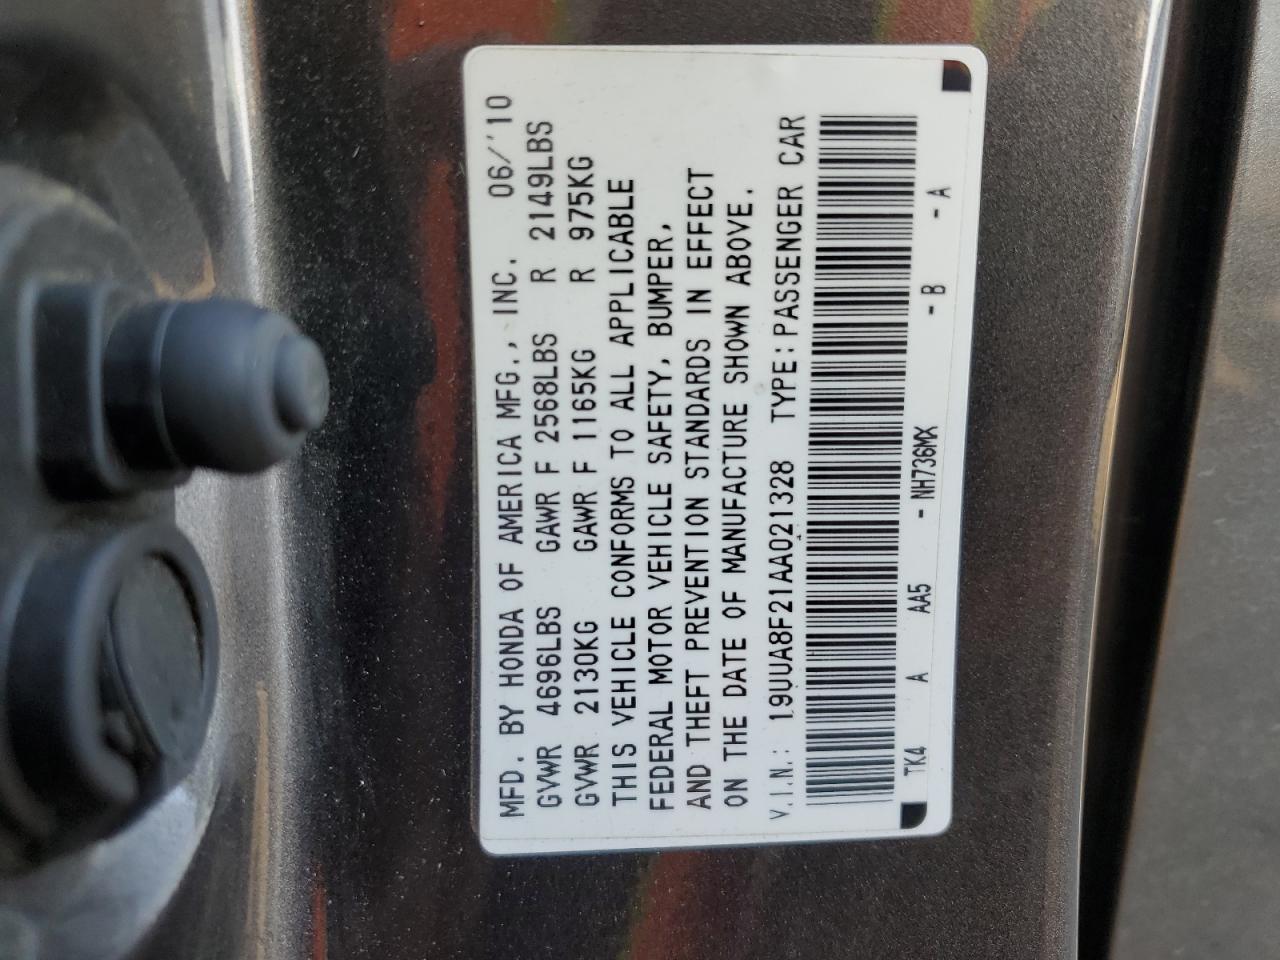 MFD. BY HONDA OF AMERICA MFG., INC. 06/'10
GVWR 4696LBS GAWR F 2568LBS R 2149LBS
GVWR 2130KG GAWR F 1165KG R 975KG
THIS VEHICLE CONFORMS TO ALL APPLICABLE
FEDERAL MOTOR VEHICLE SAFETY, BUMPER,
AND THEFT PREVENTION STANDARDS IN EFFECT
ON THE DATE OF MANUFACTURE SHOWN ABOVE.
V.I.N.: 19UUA8F21AA021328 TYPE:PASSENGER CAR
TK4 A AA5 - NH736MX - B - A